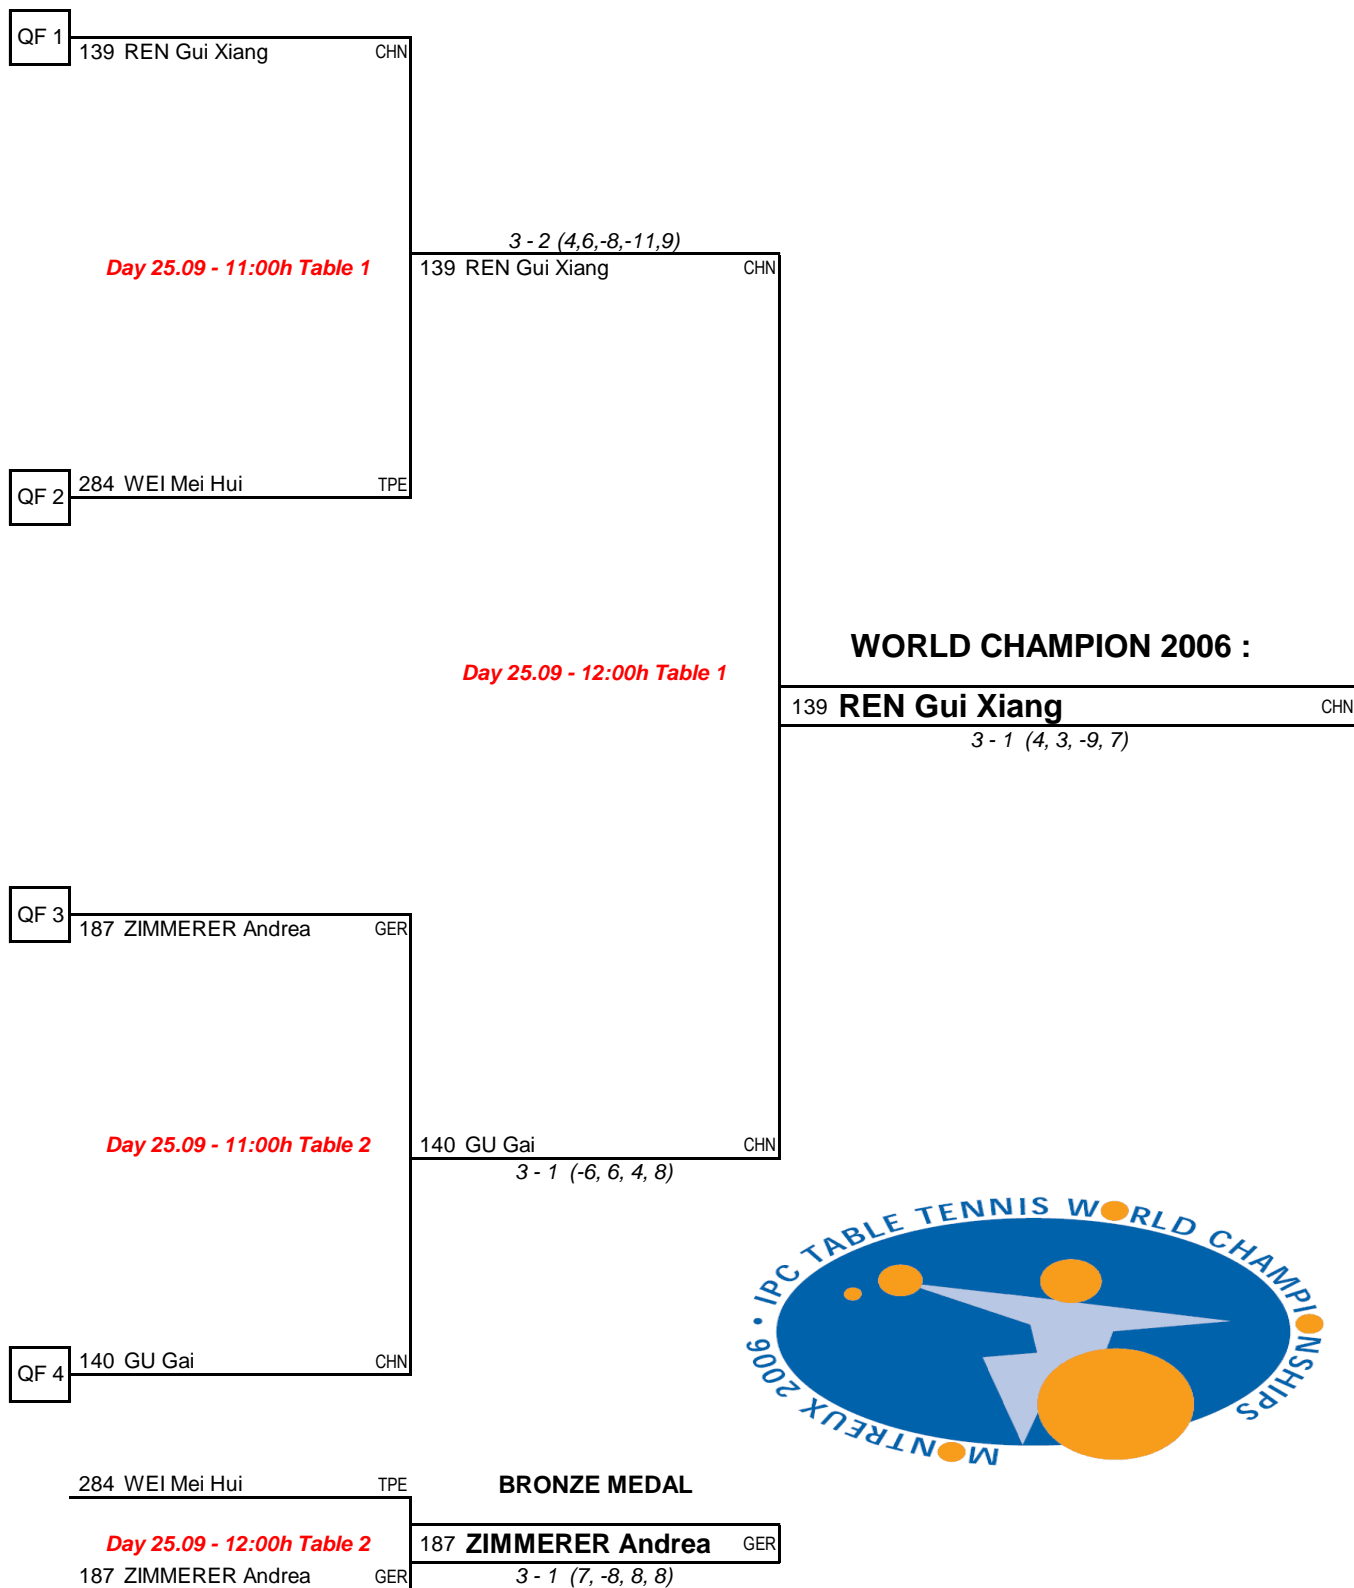 QF 1
139 REN Gui Xiang CHN
3 - 2 (4,6,-8,-11,9)
Day 25.09 - 11:00h Table 1
139 REN Gui Xiang CHN
QF 2
284 WEI Mei Hui TPE
WORLD CHAMPION 2006 :
Day 25.09 - 12:00h Table 1
139 REN Gui Xiang CHN
3 - 1 (4, 3, -9, 7)
QF 3
187 ZIMMERER Andrea GER
Day 25.09 - 11:00h Table 2
140 GU Gai CHN
3 - 1 (-6, 6, 4, 8)
QF 4
140 GU Gai CHN
MONTREUX 2006 • IPC TABLE TENNIS WORLD CHAMPIONSHIPS
284 WEI Mei Hui TPE
BRONZE MEDAL
Day 25.09 - 12:00h Table 2
187 ZIMMERER Andrea GER
187 ZIMMERER Andrea GER
3 - 1 (7, -8, 8, 8)